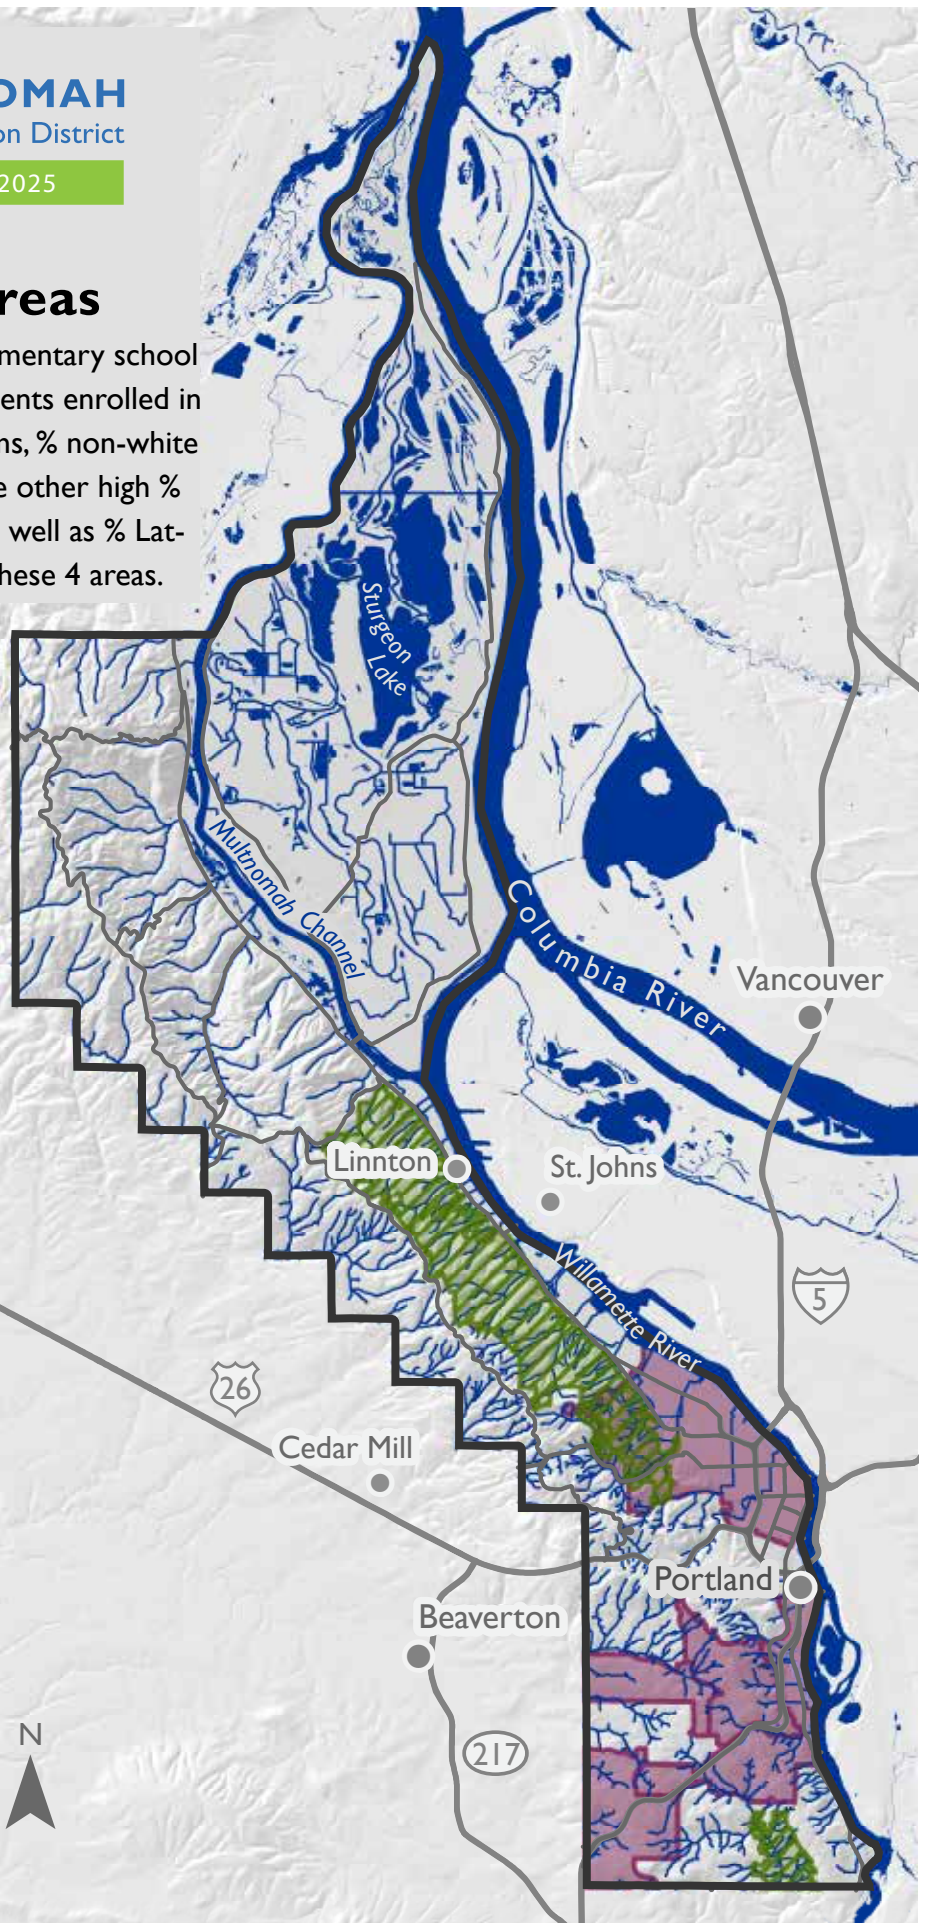 OMAH
on District
2025
reas
mentary school
ents enrolled in
ns, % non-white
e other high %
well as % Lat-
hese 4 areas.
Sturgeon
Lake
Multnomah Channel
Columbia River
Vancouver
Linnton
St. Johns
Willamette River
5
26
Cedar Mill
Portland
Beaverton
N
217